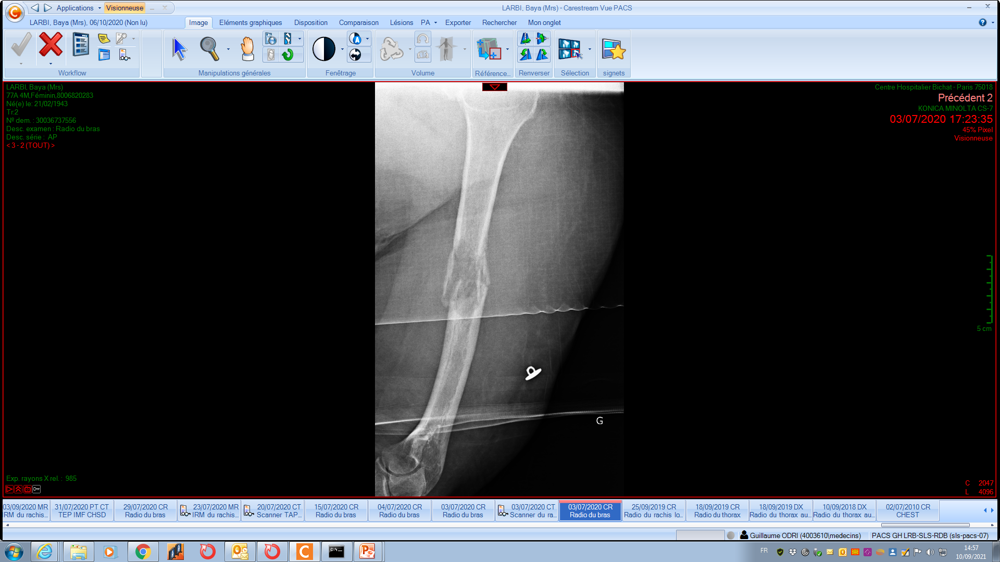 Applications
Visionneuse
LARBI, Baya (Mrs) - Carestream Vue PACS
LARBI, Baya (Mrs), 06/10/2020 (Non lu)
Image
Eléments graphiques
Disposition
Comparaison
Lésions
PA
Exporter
Rechercher
Mon onglet
Workflow
Manipulations générales
Fenêtrage
Volume
Référence...
Renverser
Sélection
signets
LARBI, Baya (Mrs)
77A 4M,Féminin,8006820283
Né(e) le: 21/02/1943
Tr:2
Nº dem. : 30036737556
Desc. examen : Radio du bras
Desc. série : AP
< 3 - 2 (TOUT) >
Centre Hospitalier Bichat - Paris 75018
Précédent 2
KONICA MINOLTA CS-7
03/07/2020 17:23:35
45% Pixel
Visionneuse
5 cm
G
Exp. rayons X rel. : 985
C 2047
L 4096
03/09/2020 MR
IRM du rachis...
31/07/2020 PT CT
TEP IMF CHSD
29/07/2020 CR
Radio du bras
23/07/2020 MR
IRM du rachis...
20/07/2020 CT
Scanner TAP...
15/07/2020 CR
Radio du bras
04/07/2020 CR
Radio du bras
03/07/2020 CR
Radio du bras
03/07/2020 CT
Scanner du ra...
03/07/2020 CR
Radio du bras
25/09/2019 CR
Radio du rachis lo...
18/09/2019 CR
Radio du thorax
18/09/2019 DX
Radio du thorax au...
10/09/2018 DX
Radio du thorax au...
02/07/2010 CR
CHEST
Guillaume ODRI (4003610\medecins)
PACS GH LRB-SLS-RDB (sls-pacs-07)
FR
14:57
10/09/2021